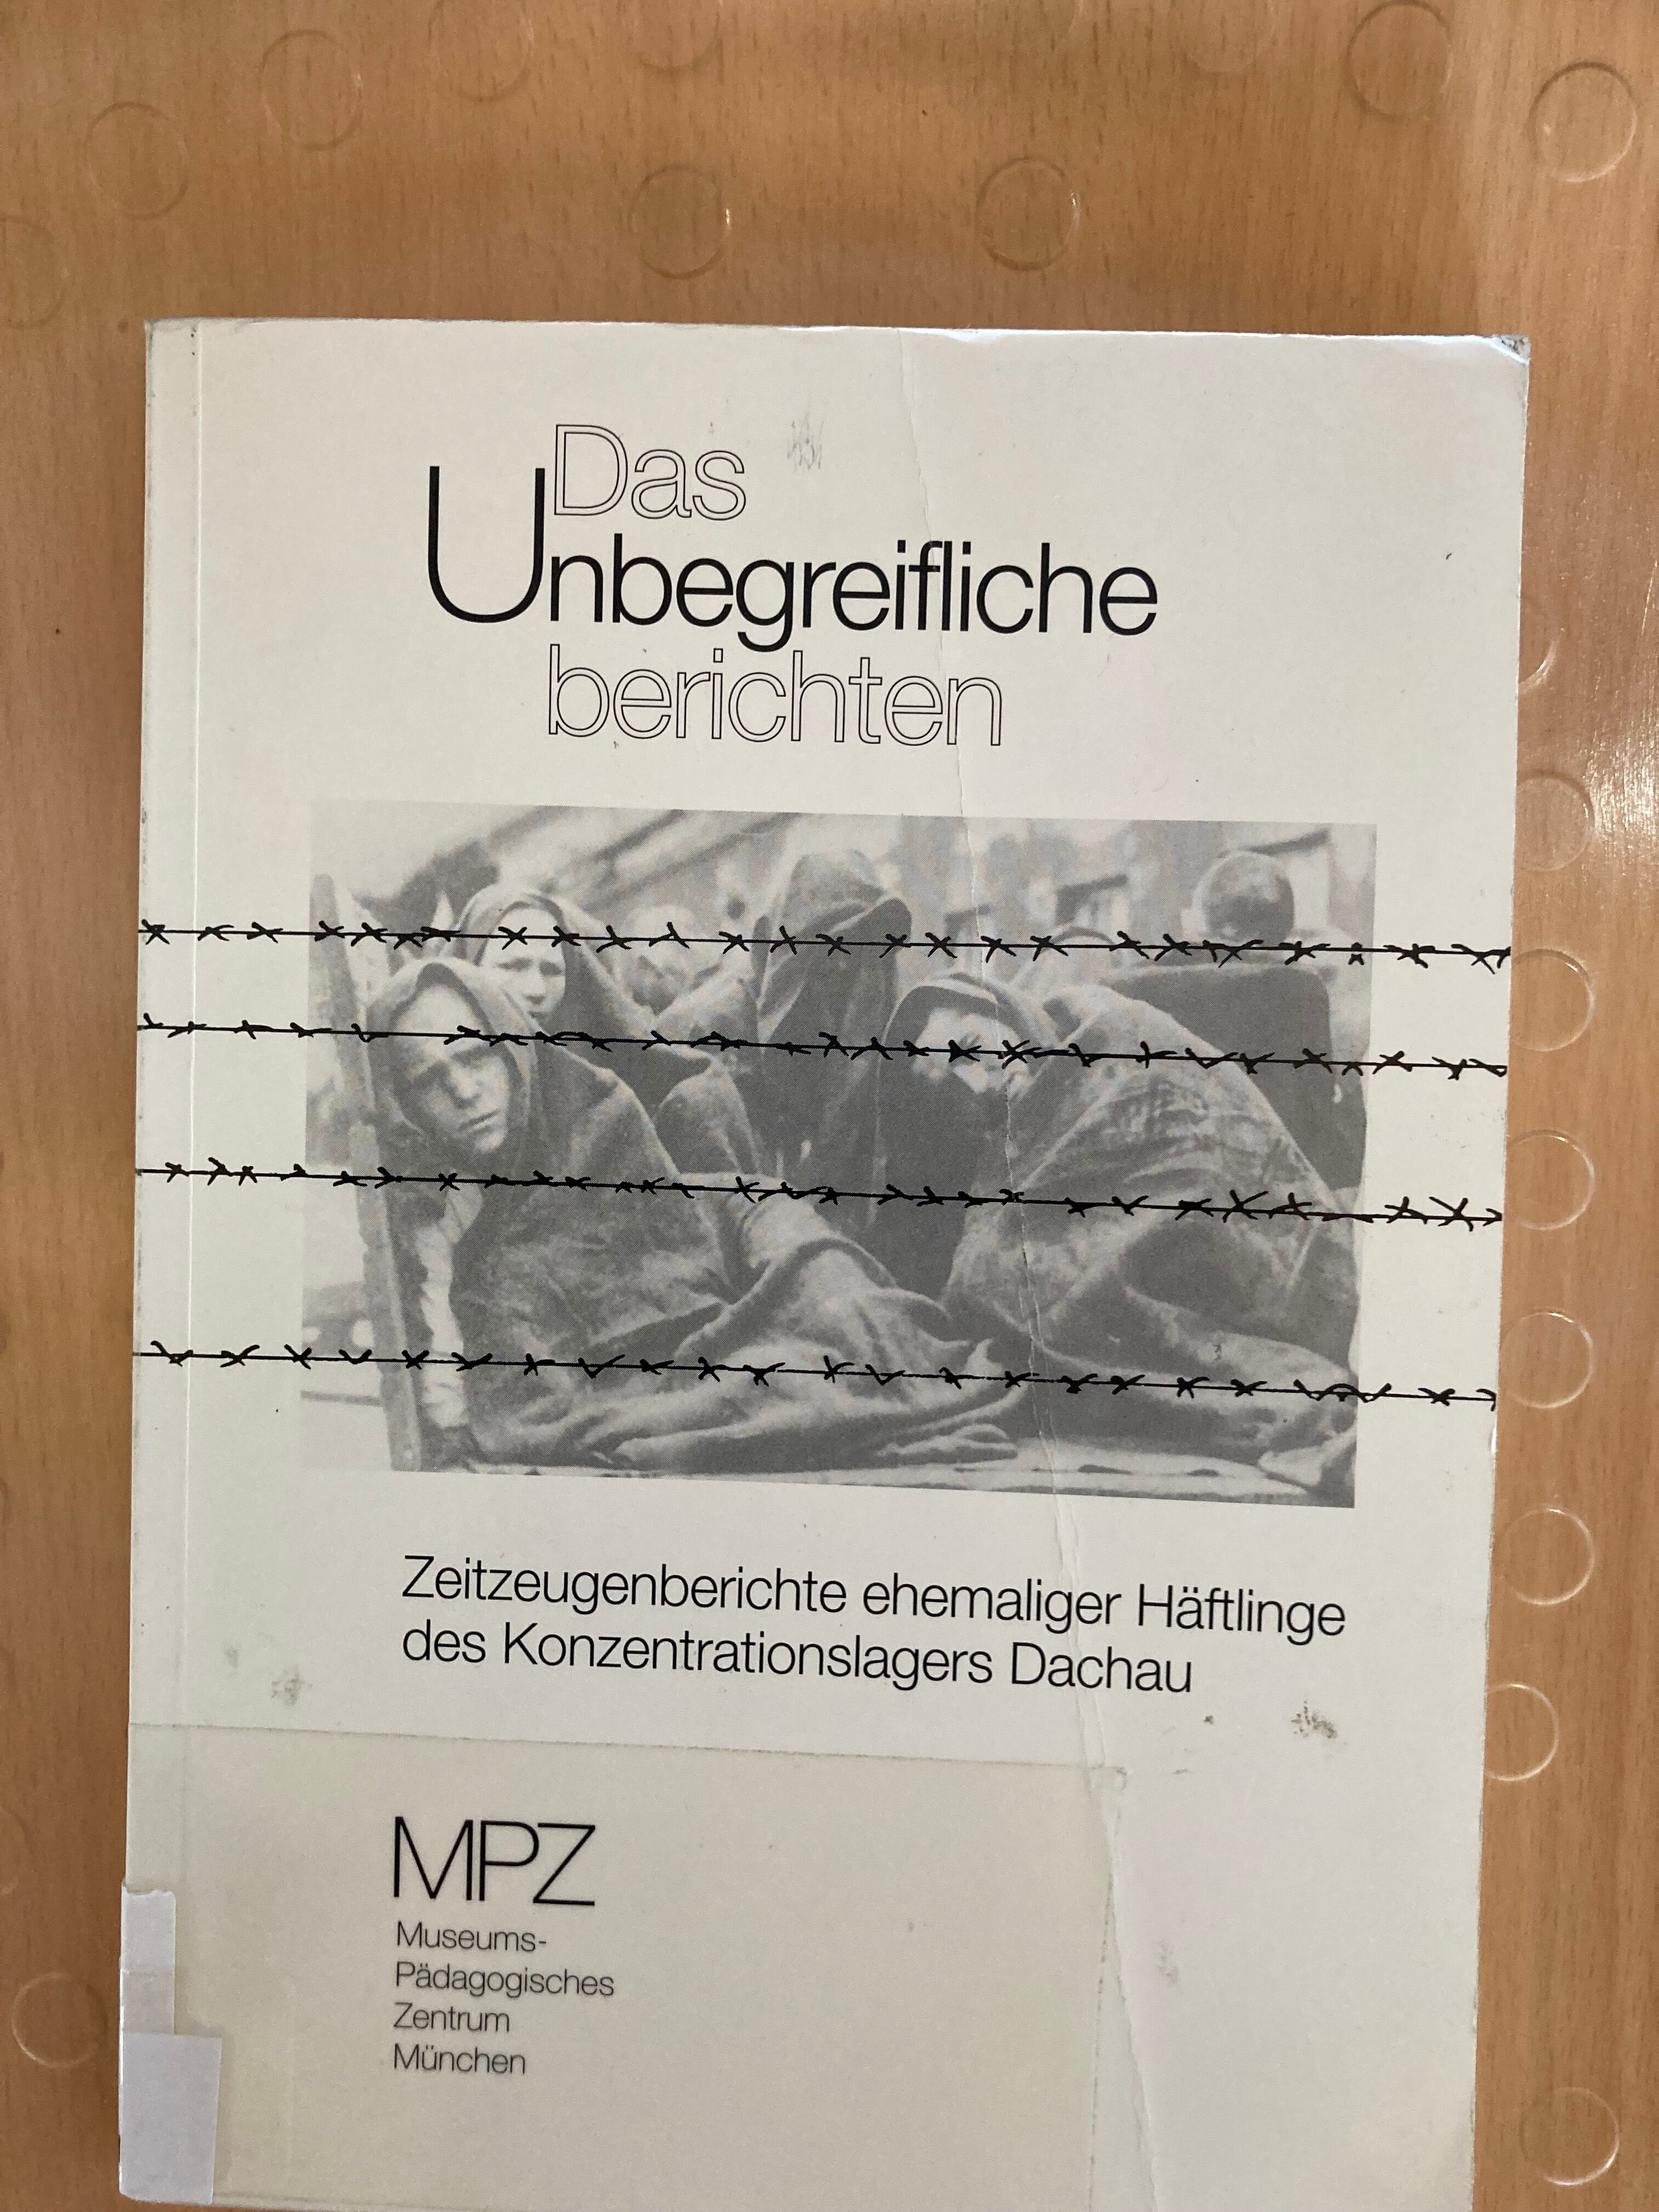 Das
Unbegreifliche
berichten
Zeitzeugenberichte ehemaliger Häftlinge
des Konzentrationslagers Dachau
MPZ
Museums-
Pädagogisches
Zentrum
München